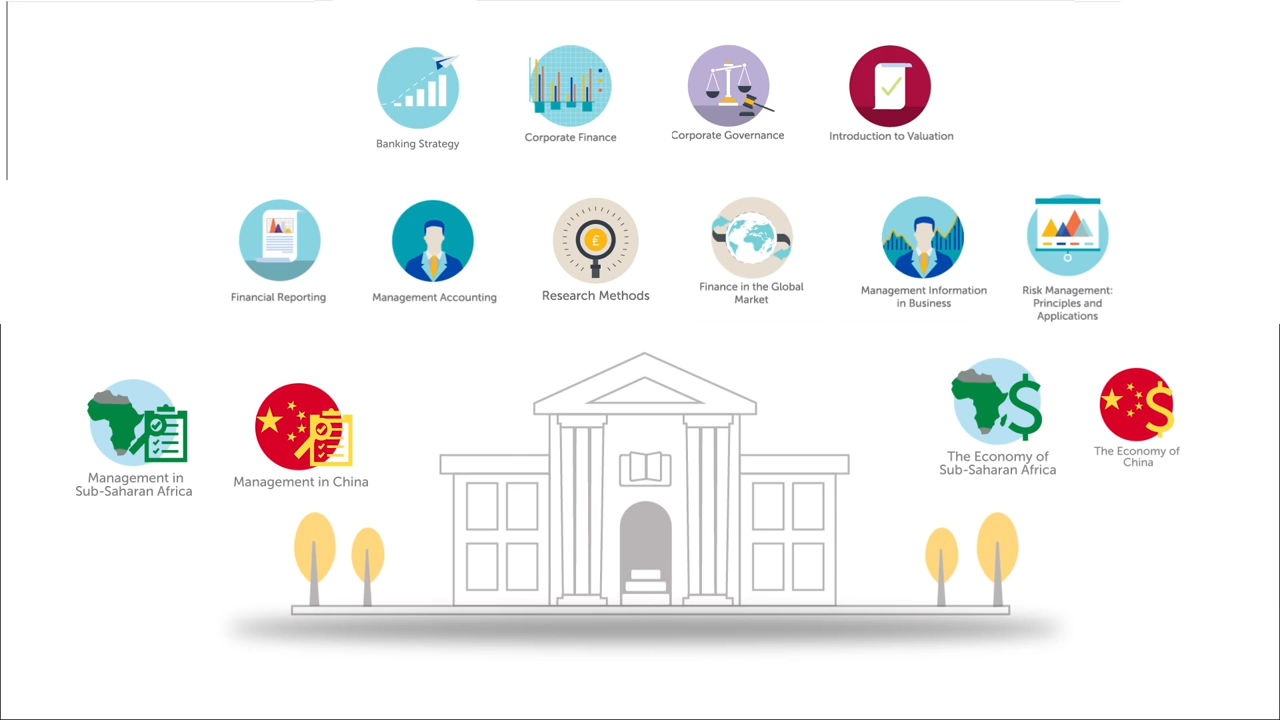 Banking Strategy
Corporate Finance
Corporate Governance
Introduction to Valuation
Financial Reporting
Management Accounting
£
Research Methods
Finance in the Global
Market
Management Information
in Business
Risk Management:
Principles and
Applications
Management in
Sub-Saharan Africa
Management in China
$
The Economy of
Sub-Saharan Africa
$
The Economy of
China